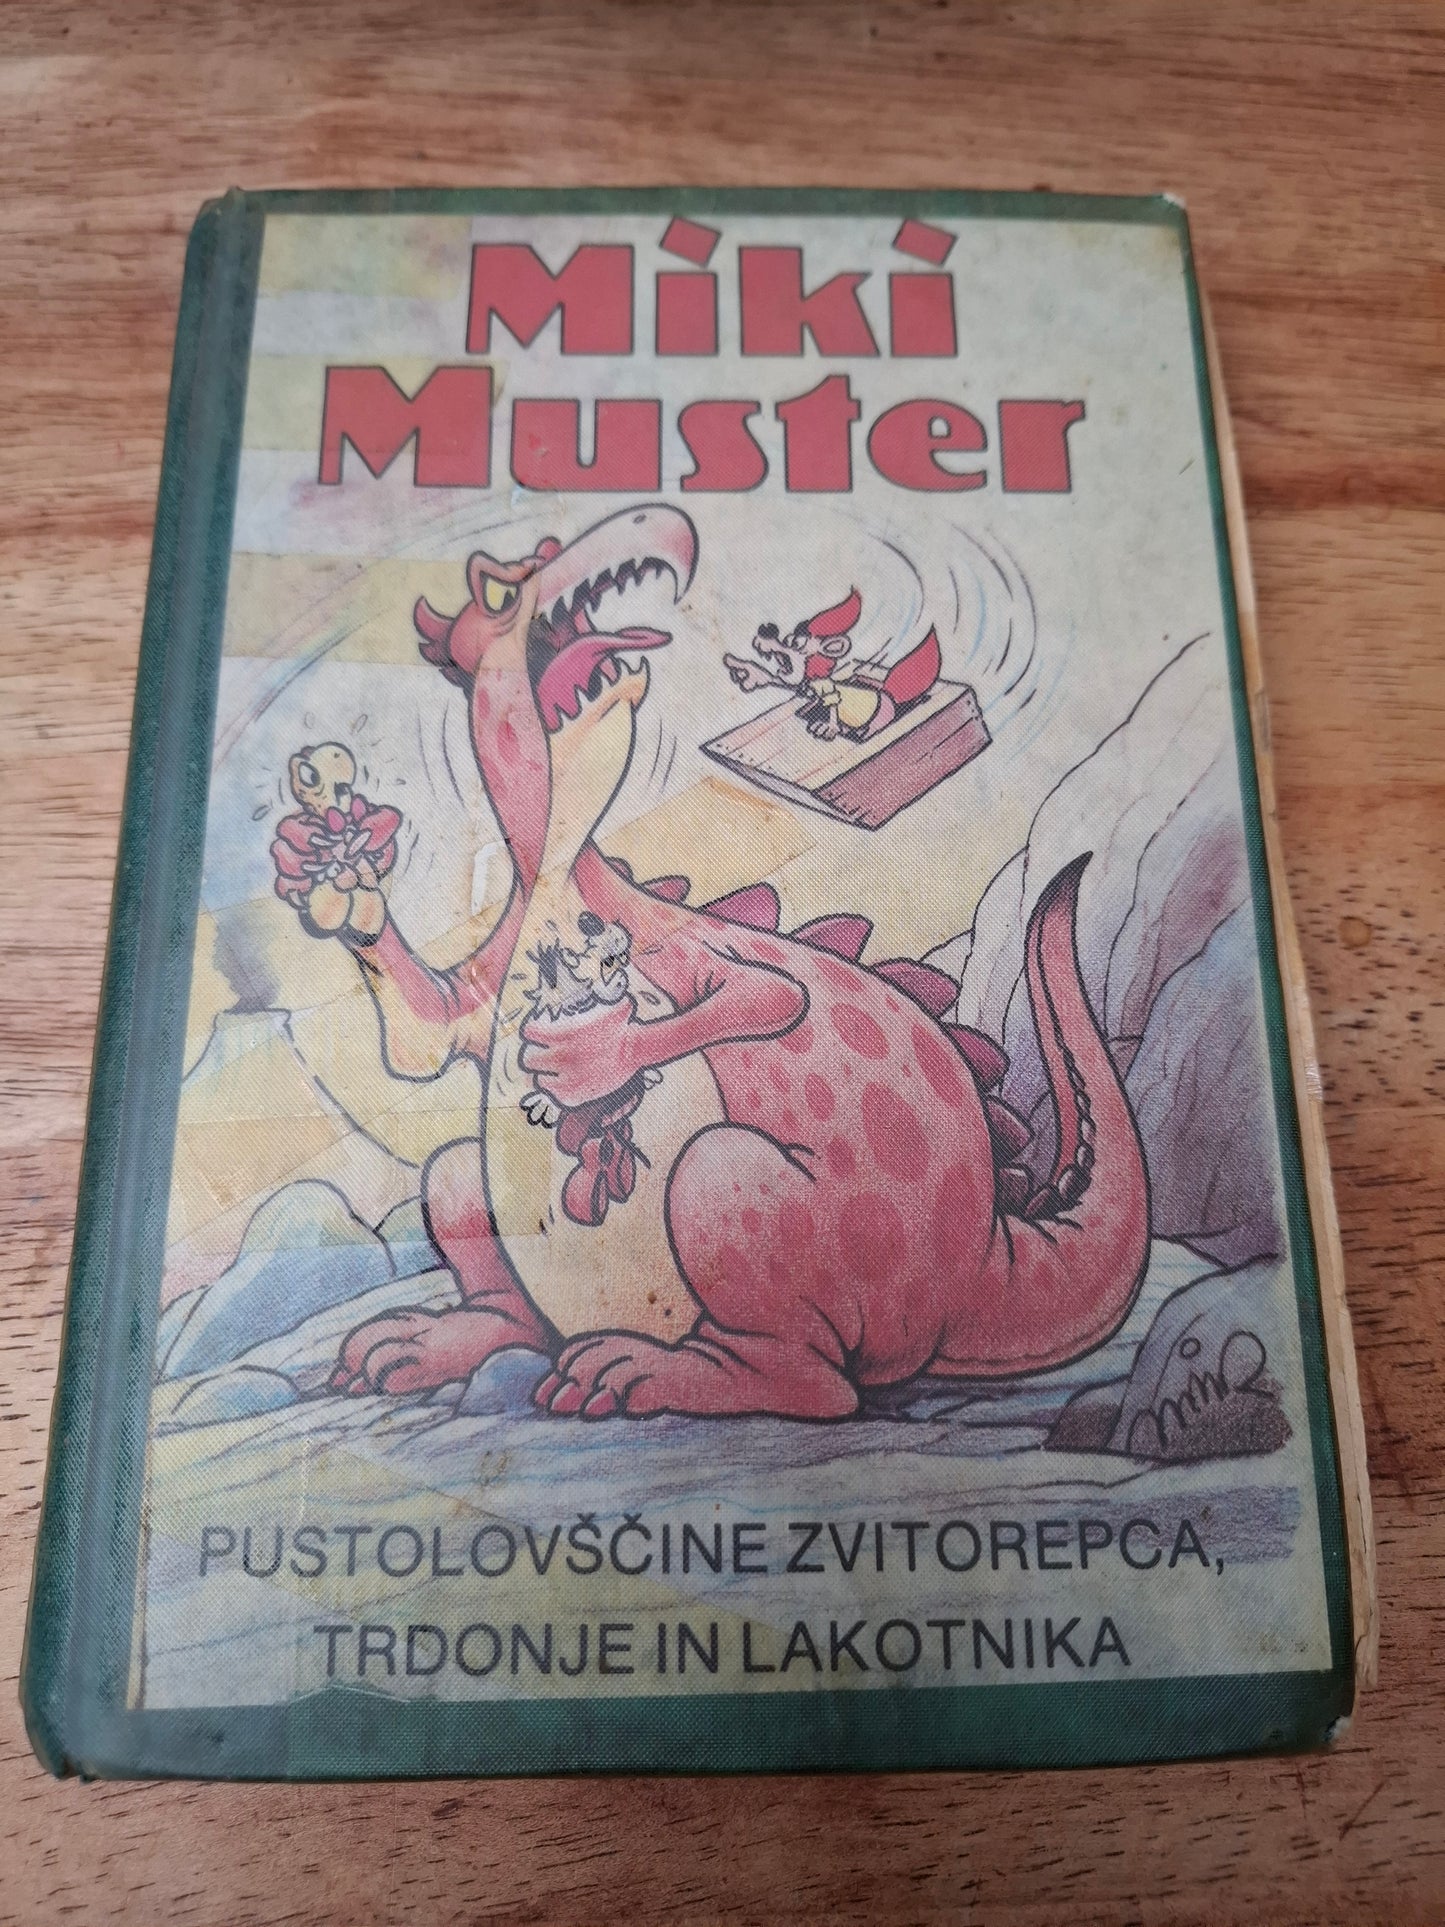 Miki
Muster
PUSTOLOVŠČINE ZVITOREPCA,
TRDONJE IN LAKOTNIKA